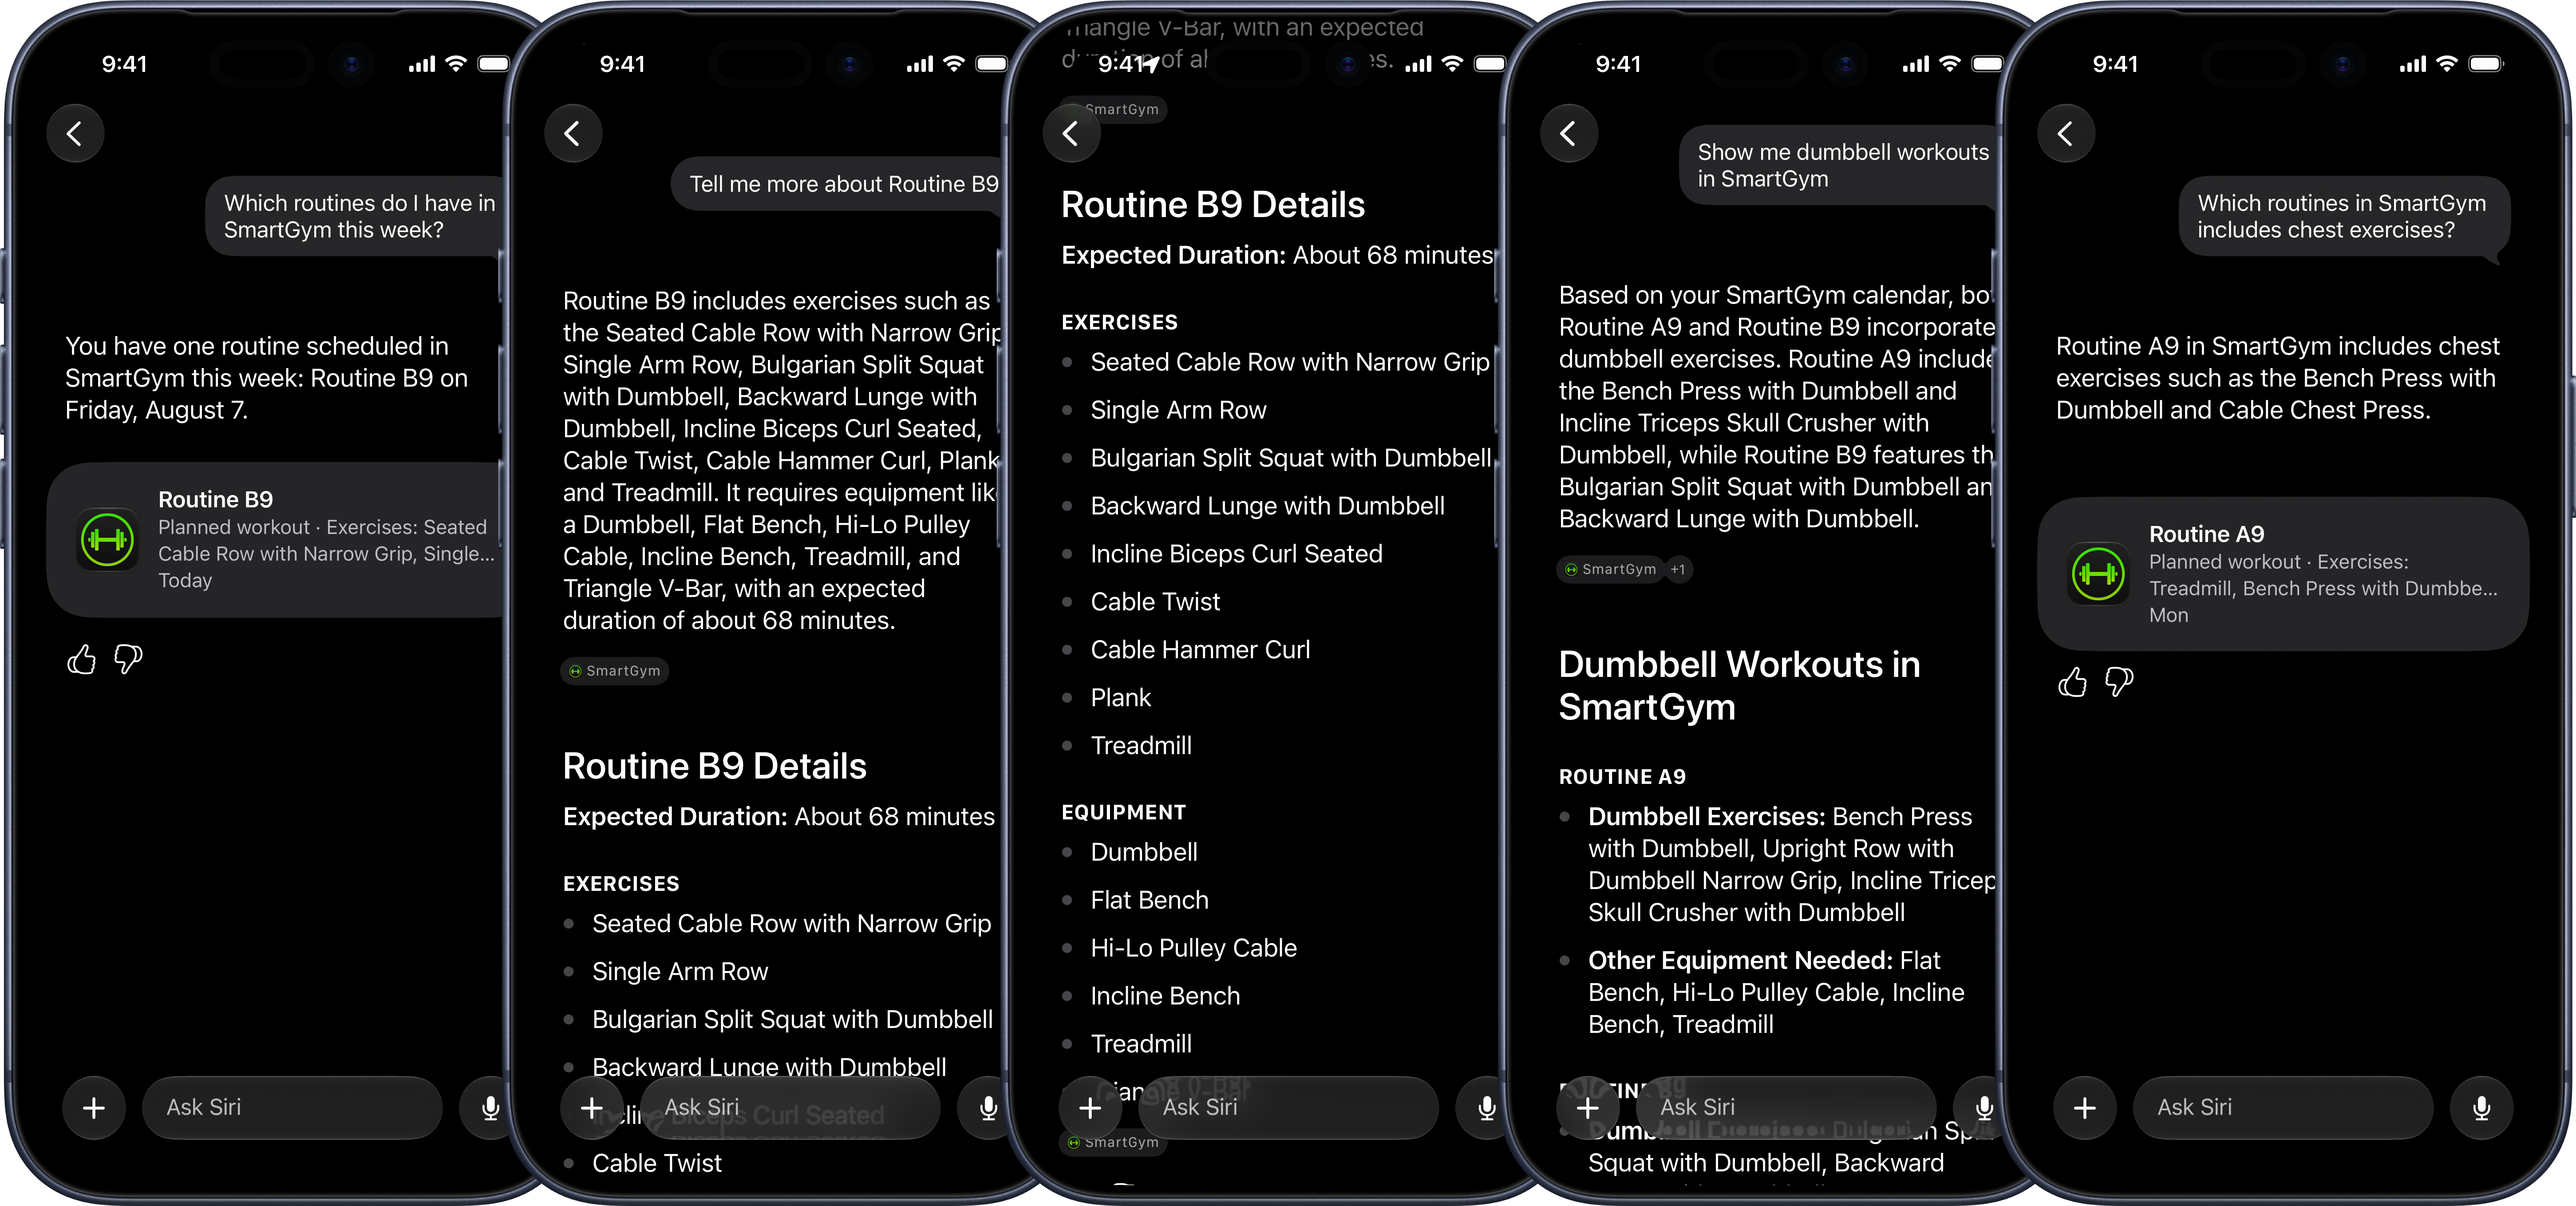 9:41
Which routines do I have in
SmartGym this week?
You have one routine scheduled in
SmartGym this week: Routine B9 on
Friday, August 7.
Routine B9
Planned workout · Exercises: Seated
Cable Row with Narrow Grip, Single...
Today
Ask Siri
9:41
Tell me more about Routine B9
Routine B9 includes exercises such as
the Seated Cable Row with Narrow Grip
Single Arm Row, Bulgarian Split Squat
with Dumbbell, Backward Lunge with
Dumbbell, Incline Biceps Curl Seated,
Cable Twist, Cable Hammer Curl, Plank
and Treadmill. It requires equipment
a Dumbbell, Flat Bench, Hi-Lo Pulley
Cable, Incline Bench, Treadmill, and
Triangle V-Bar, with an expected
duration of about 68 minutes.
SmartGym
Routine B9 Details
Expected Duration: About 68 minutes
EXERCISES
Seated Cable Row with Narrow Grip
Single Arm Row
Bulgarian Split Squat with Dumbbell
Backward Lunge with Dumbbell
Biceps Curl Seated
Ask Siri
Cable Twist
Triangle V-Bar, with an expected
9:41
SmartGym
Routine B9 Details
Expected Duration: About 68 minutes
EXERCISES
Seated Cable Row with Narrow Grip
Single Arm Row
Bulgarian Split Squat with Dumbbell
Backward Lunge with Dumbbell
Incline Biceps Curl Seated
Cable Twist
Cable Hammer Curl
Plank
Treadmill
EQUIPMENT
Dumbbell
Flat Bench
Hi-Lo Pulley Cable
Incline Bench
Treadmill
Ask Siri
SmartGym
9:41
Show me dumbbell workouts
in SmartGym
Based on your SmartGym calendar,
Routine A9 and Routine B9 incorporate
dumbbell exercises. Routine A9
the Bench Press with Dumbbell and
Incline Triceps Skull Crusher with
Dumbbell, while Routine B9 features
Bulgarian Split Squat with Dumbbell
Backward Lunge with Dumbbell.
SmartGym +1
Dumbbell Workouts in
SmartGym
ROUTINE A9
Dumbbell Exercises: Bench Press
with Dumbbell, Upright Row with
Dumbbell Narrow Grip, Incline
Skull Crusher with Dumbbell
Other Equipment Needed: Flat
Bench, Hi-Lo Pulley Cable, Incline
Bench, Treadmill
Ask Siri
Squat with Dumbbell, Backward
9:41
Which routines in SmartGym
includes chest exercises?
Routine A9 in SmartGym includes chest
exercises such as the Bench Press with
Dumbbell and Cable Chest Press.
Routine A9
Planned workout · Exercises:
Treadmill, Bench Press with Dumbbe...
Mon
Ask Siri